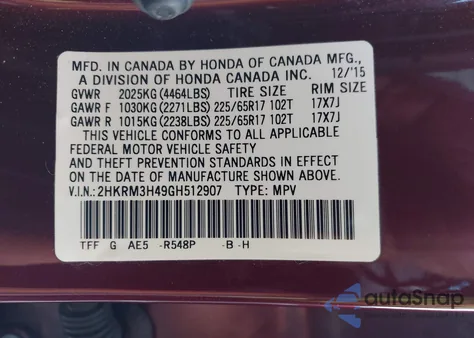 MFD. IN CANADA BY HONDA OF CANADA MFG.,
A DIVISION OF HONDA CANADA INC. 12/'15
GVWR 2025KG (4464LBS) TIRE SIZE RIM SIZE
GAWR F 1030KG (2271LBS) 225/65R17 102T 17X7J
GAWR R 1015KG (2238LBS) 225/65R17 102T 17X7J
THIS VEHICLE CONFORMS TO ALL APPLICABLE
FEDERAL MOTOR VEHICLE SAFETY
AND THEFT PREVENTION STANDARDS IN EFFECT
ON THE DATE OF MANUFACTURE SHOWN ABOVE.
V.I.N.: 2HKRM3H49GH512907 TYPE: MPV
TFF G AE5 -R548P -B -H
autoSnap